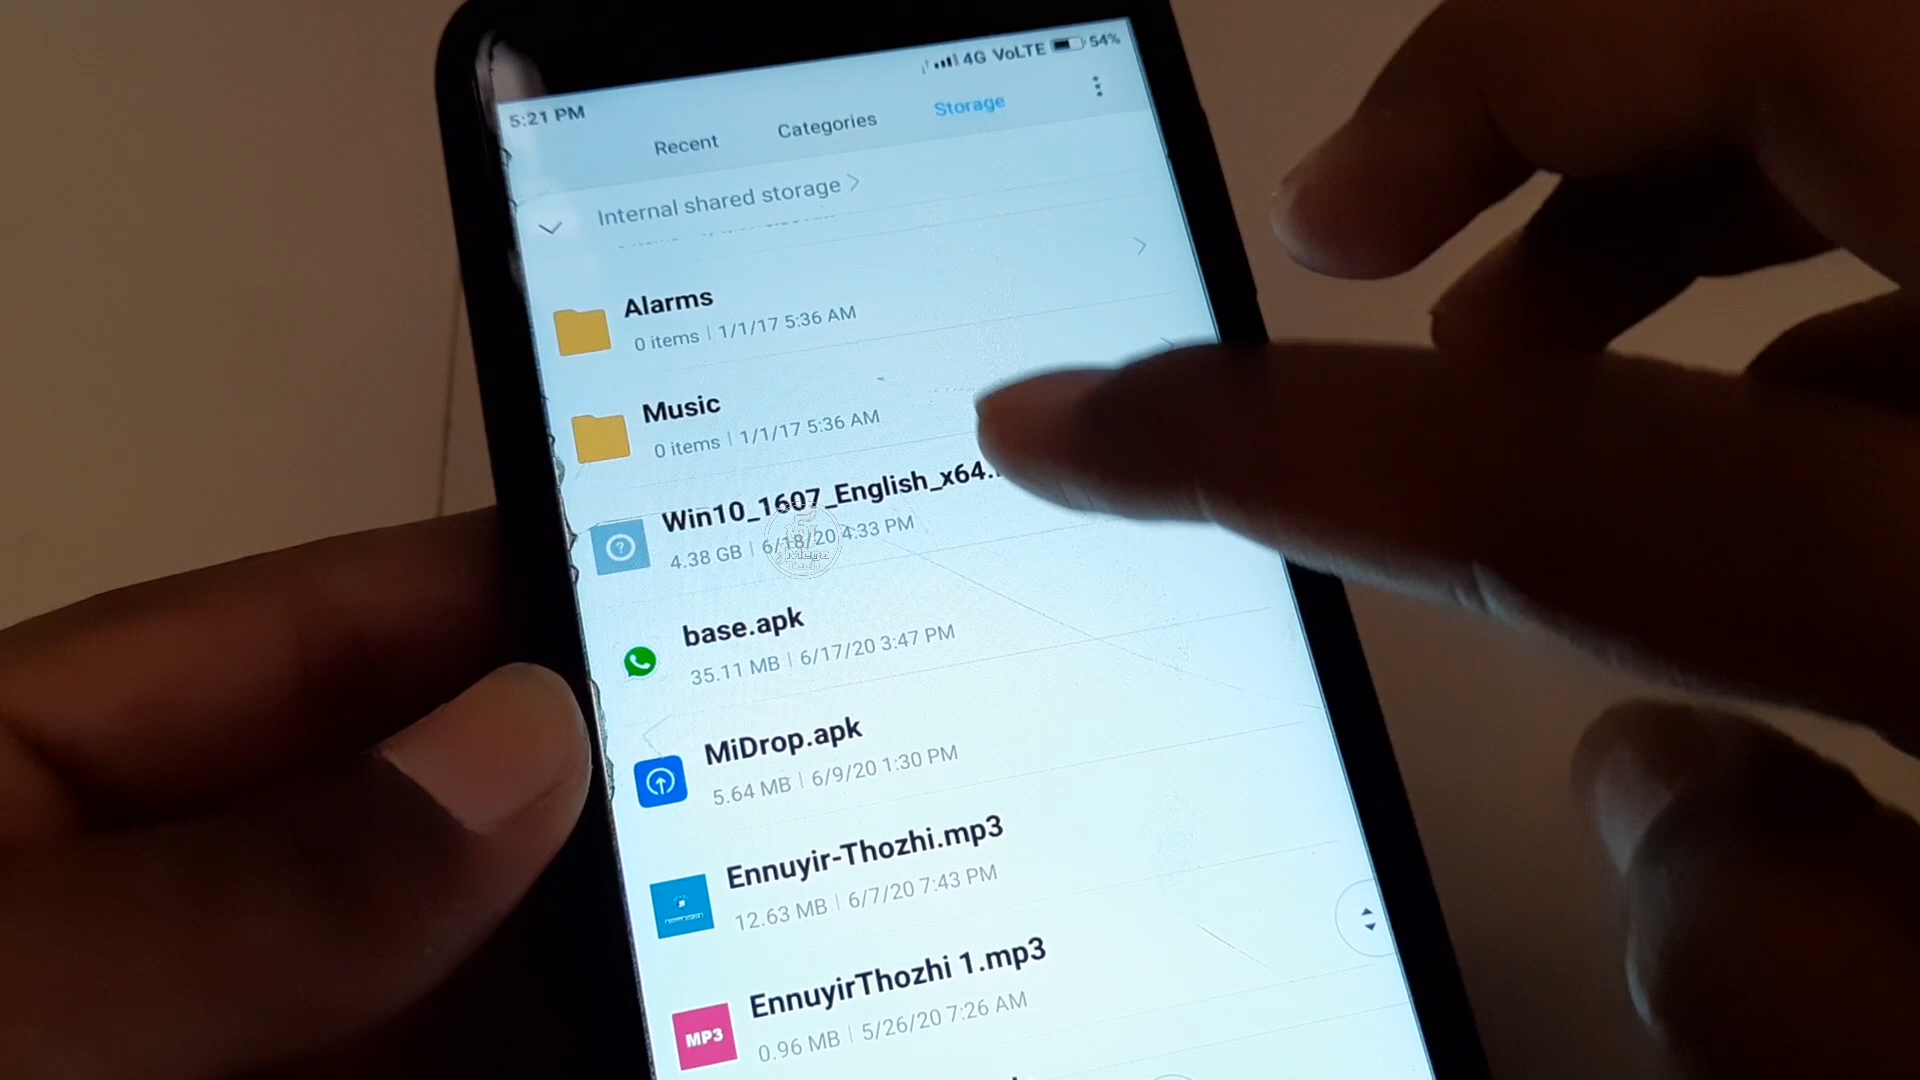 5:21 PM
4G VoLTE 54%
Recent Categories Storage
Internal shared storage
Alarms
0 items | 1/1/17 5:36 AM
Music
0 items | 1/1/17 5:36 AM
Win10_1607_English_x64.
4.38 GB | 6/18/20 4:33 PM
Mega
Tech
base.apk
35.11 MB | 6/17/20 3:47 PM
MiDrop.apk
5.64 MB | 6/9/20 1:30 PM
Ennuyir-Thozhi.mp3
12.63 MB | 6/7/20 7:43 PM
EnnuyirThozhi 1.mp3
MP3
0.96 MB | 5/26/20 7:26 AM